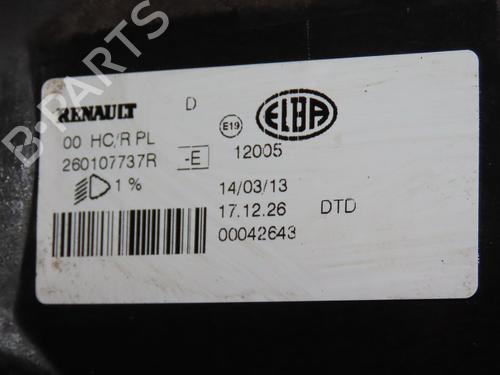 B-PARTS
RENAULT D E19 ELBA
00 HC/R PL
260107737R -E 12005
1 % 14/03/13
17.12.26 DTD
00042643